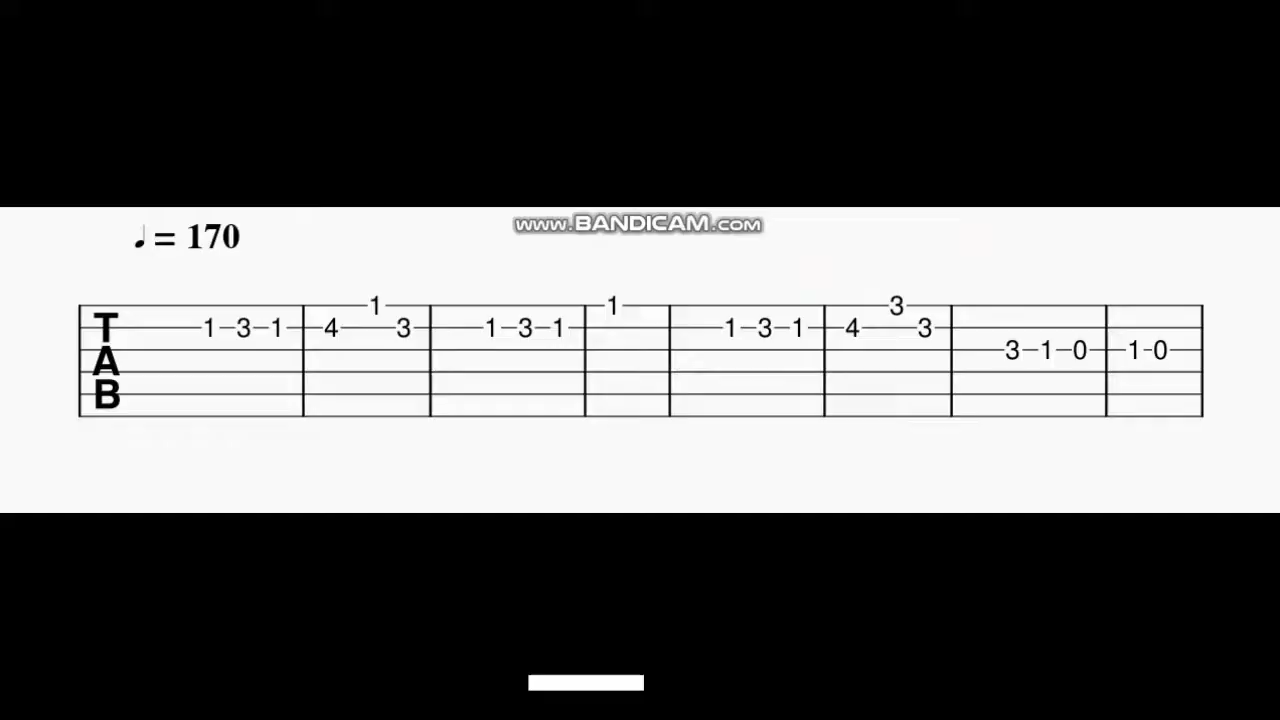 www.BANDICAM.com
♩= 170
1 1 3
T 1 3 1 4 3 1 3 1 1 3 1 4 3
A 3 1 0 1 0
B